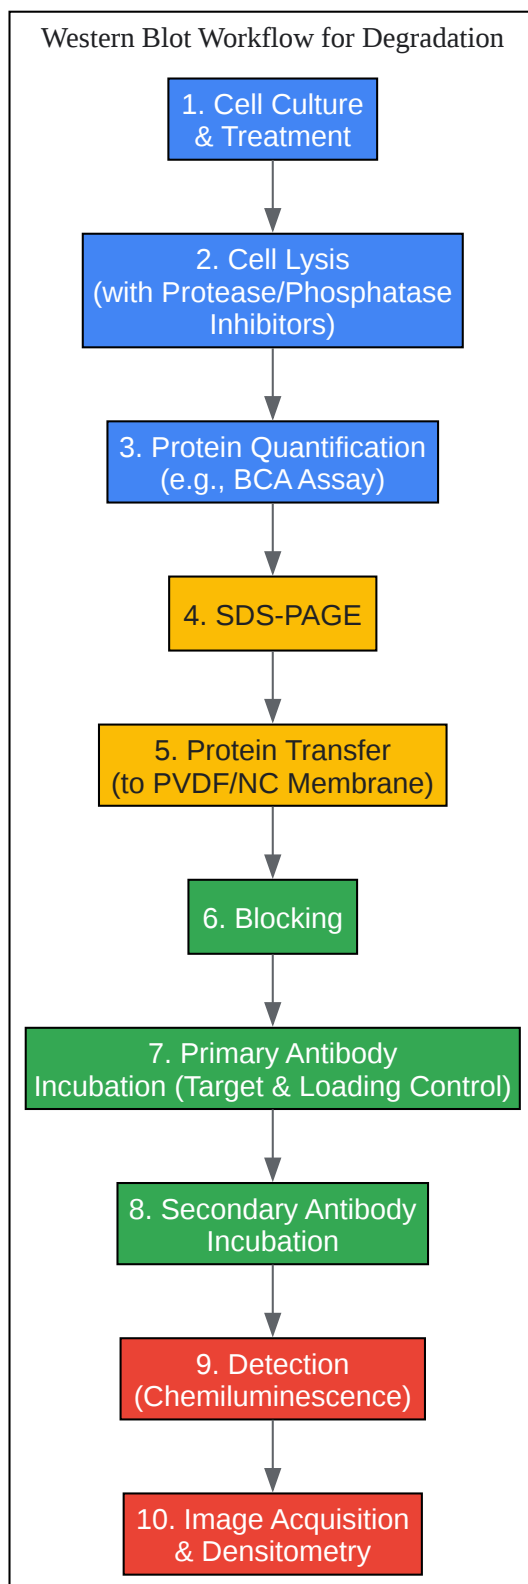 Western Blot Workflow for Degradation
1. Cell Culture
& Treatment
2. Cell Lysis
(with Protease/Phosphatase
Inhibitors)
3. Protein Quantification
(e.g., BCA Assay)
4. SDS-PAGE
5. Protein Transfer
(to PVDF/NC Membrane)
6. Blocking
7. Primary Antibody
Incubation (Target & Loading Control)
8. Secondary Antibody
Incubation
9. Detection
(Chemiluminescence)
10. Image Acquisition
& Densitometry